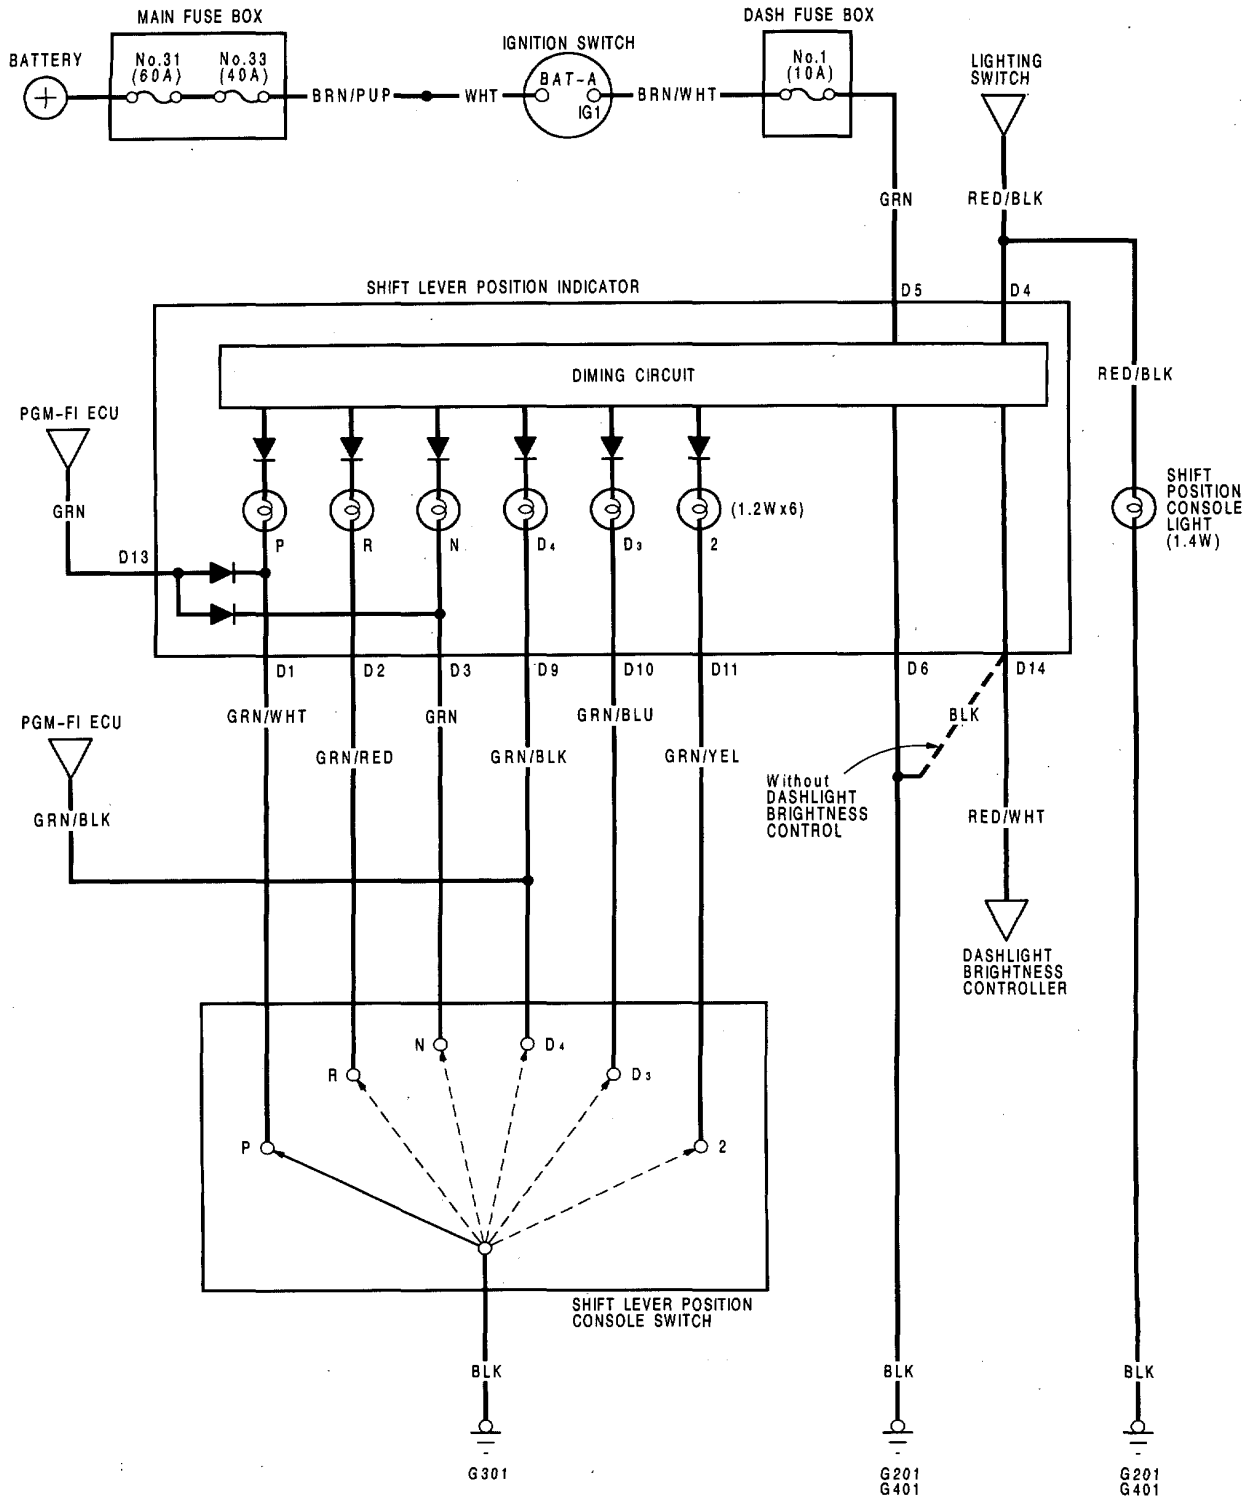 MAIN FUSE BOX
DASH FUSE BOX
BATTERY
No.31
(60A)
No.33
(40A)
IGNITION SWITCH
No.1
(10A)
LIGHTING
SWITCH
BAT-A
IG1
BRN/PUP
WHT
BRN/WHT
GRN
RED/BLK
SHIFT LEVER POSITION INDICATOR
D5
D4
DIMING CIRCUIT
RED/BLK
PGM-FI ECU
GRN
D13
P
R
N
D4
D3
2
(1.2Wx6)
SHIFT
POSITION
CONSOLE
LIGHT
(1.4W)
D1
D2
D3
D9
D10
D11
D6
D14
PGM-FI ECU
GRN/WHT
GRN
GRN/BLU
BLK
GRN/RED
GRN/BLK
GRN/YEL
Without
DASHLIGHT
BRIGHTNESS
CONTROL
GRN/BLK
RED/WHT
DASHLIGHT
BRIGHTNESS
CONTROLLER
N
D4
R
D3
P
2
SHIFT LEVER POSITION
CONSOLE SWITCH
BLK
BLK
BLK
G301
G201
G401
G201
G401